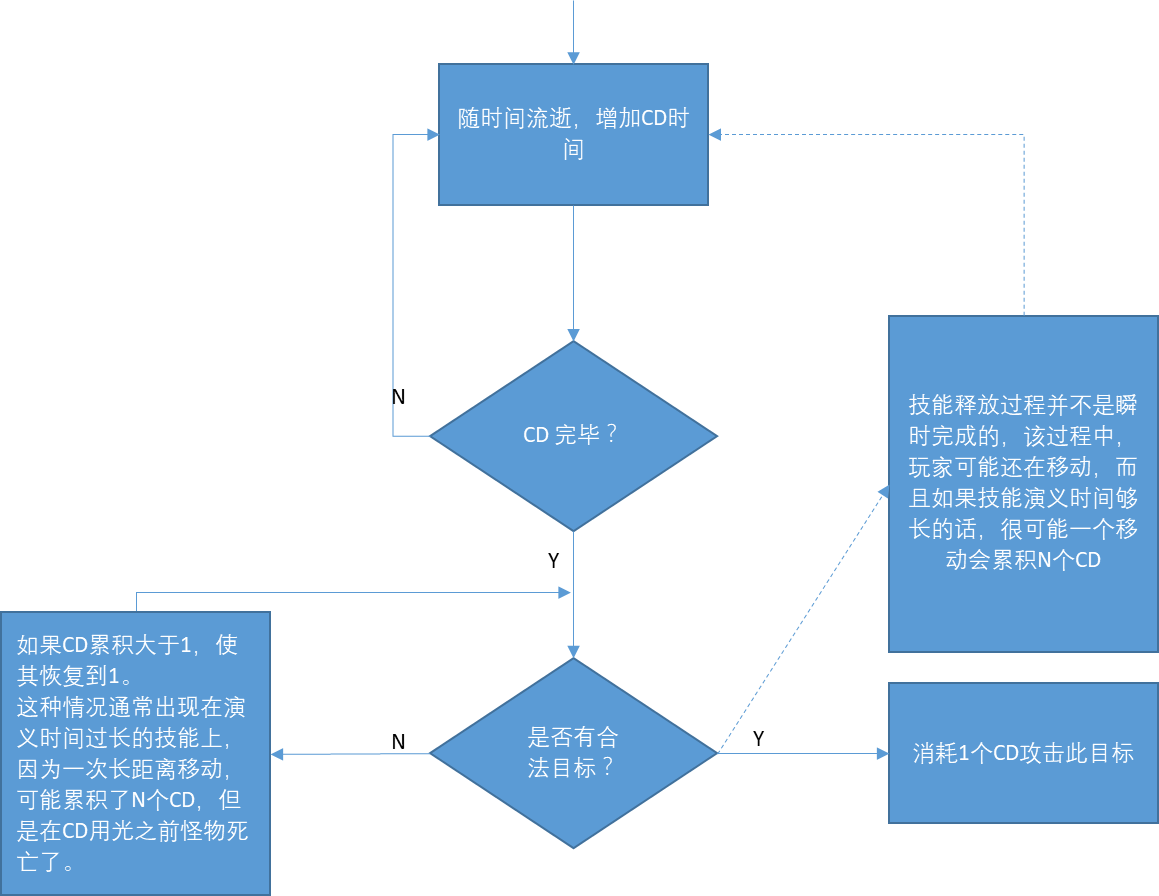 随时间流逝，增加CD时
间
N
CD 完毕？
技能释放过程并不是瞬
时完成的，该过程中，
玩家可能还在移动，而
且如果技能演义时间够
长的话，很可能一个移
动会累积N个CD
Y
如果CD累积大于1，使
其恢复到1。
这种情况通常出现在演
义时间过长的技能上，
因为一次长距离移动，
可能累积了N个CD，但
是在CD用光之前怪物死
亡了。
N
是否有合
法目标？
Y
消耗1个CD攻击此目标